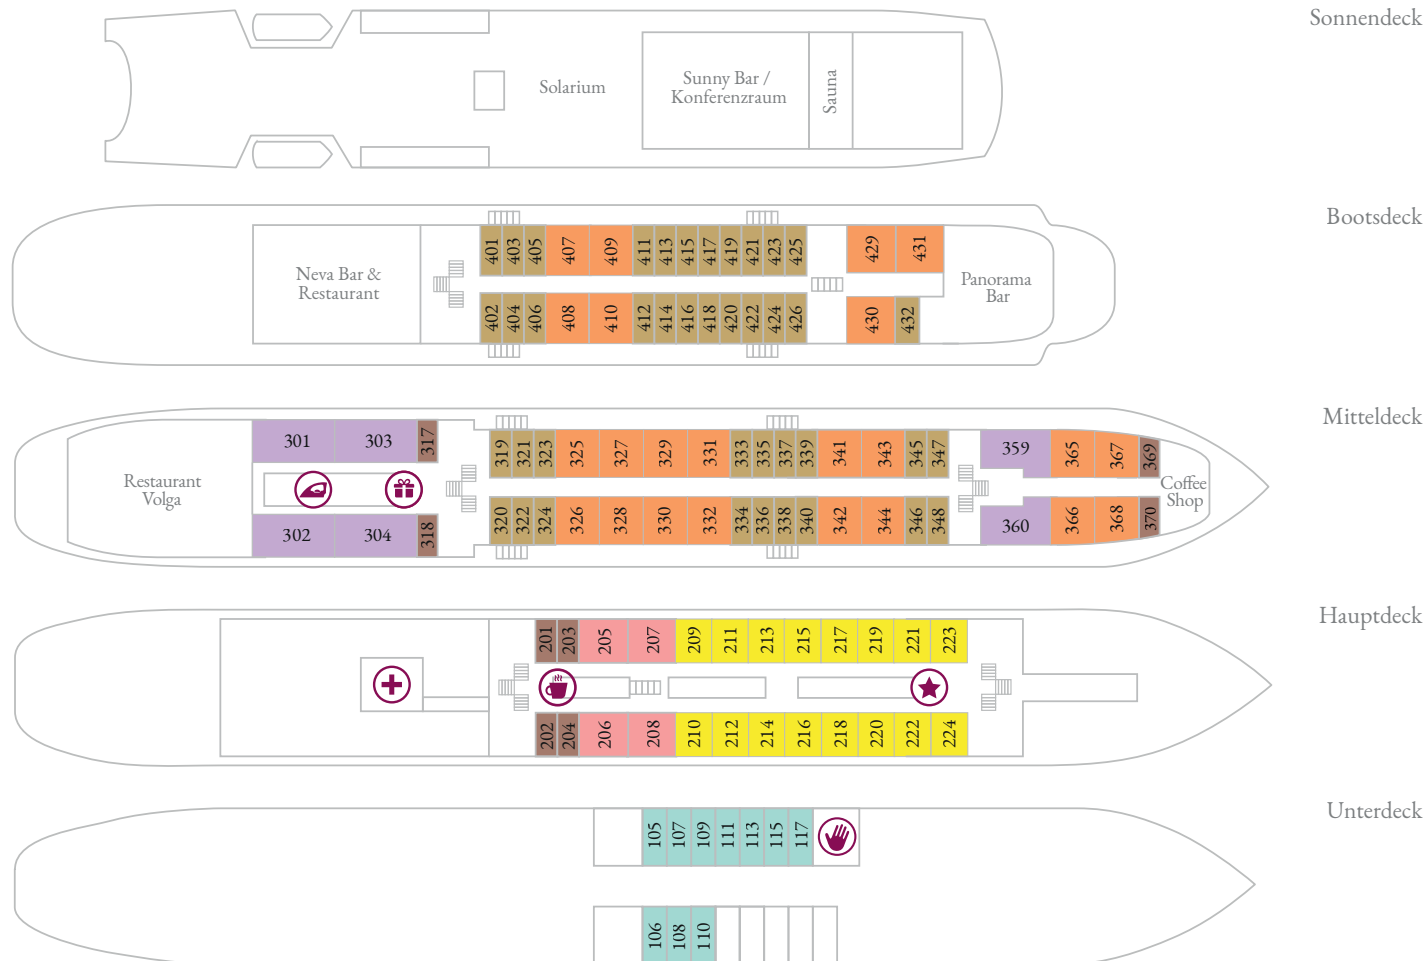 Sonnendeck
Solarium
Sunny Bar /
Konferenzraum
Sauna
Bootsdeck
Neva Bar &
Restaurant
401 403 405 407 409 411 413 415 417 419 421 423 425 429 431
402 404 406 408 410 412 414 416 418 420 422 424 426 430 432
Panorama
Bar
Mitteldeck
Restaurant
Volga
301 303 317 319 321 323 325 327 329 331 333 335 337 339 341 343 345 347 359 365 367 369
302 304 318 320 322 324 326 328 330 332 334 336 338 340 342 344 346 348 360 366 368 370
Coffee
Shop
Hauptdeck
201 203 205 207 209 211 213 215 217 219 221 223
202 204 206 208 210 212 214 216 218 220 222 224
Unterdeck
105 107 109 111 113 115 117
106 108 110